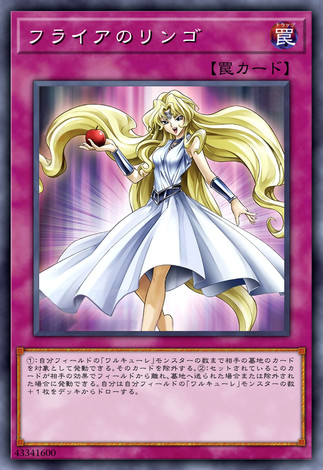 フライアのリンゴ
罠
トラップ
【罠カード】
①:自分フィールドの「ワルキューレ」モンスターの数まで相手の墓地のカード
を対象として発動できる。そのカードを除外する。②:セットされているこのカ
ードが相手の効果でフィールドから離れ、墓地へ送られた場合または除外され
た場合に発動できる。自分は自分フィールドの「ワルキューレ」モンスターの数
+1枚をデッキからドローする。
43341600